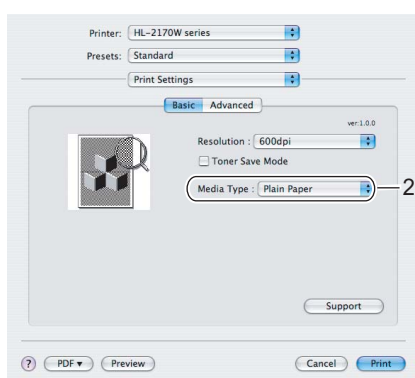 Printer: HL-2170W series
Presets: Standard
Print Settings
Basic Advanced
ver:1.0.0
Resolution : 600dpi
Toner Save Mode
Media Type : Plain Paper 2
Support
? PDF▼ Preview Cancel Print